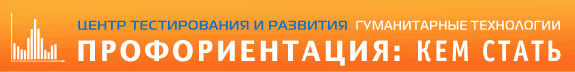 ЦЕНТР ТЕСТИРОВАНИЯ И РАЗВИТИЯ ГУМАНИТАРНЫЕ ТЕХНОЛОГИИ
ПРОФОРИЕНТАЦИЯ: КЕМ СТАТЬ